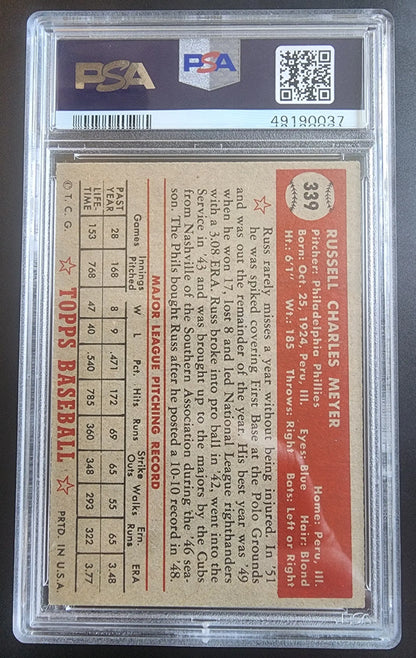 PSA
PSA
49190037
339
RUSSELL CHARLES MEYER
Pitcher: Philadelphia Phillies Home: Peru, Ill.
Born: Oct. 25, 1924, Peru, Ill. Eyes: Blue Hair: Blond
Ht.: 6'1" Wt.: 185 Throws: Right Bats: Left or Right
Russ rarely misses a year without being injured. In '51
he was spiked covering First Base at the Polo Grounds
and was out the remainder of the year. His best year was '49
when he won 17, lost 8 and led National League righthanders
with a 3.08 ERA. Russ broke into pro ball in '42, went into the
Service in '43 and was brought up to the majors by the Cubs
from Nashville of the Southern Association during the '46 sea-
son. The Phils bought Russ after he posted a 10-10 record in '48.
MAJOR LEAGUE PITCHING RECORD
Games Innings Pitched W L Pct. Hits Runs Strike Outs Walks Ern. Runs ERA
PAST YEAR 28 168 8 9 .471 172 69 65 55 65 3.48
LIFE-TIME 153 768 47 40 .540 785 360 348 293 322 3.77
© T. C. G. TOPPS BASEBALL PRTD. IN U.S.A